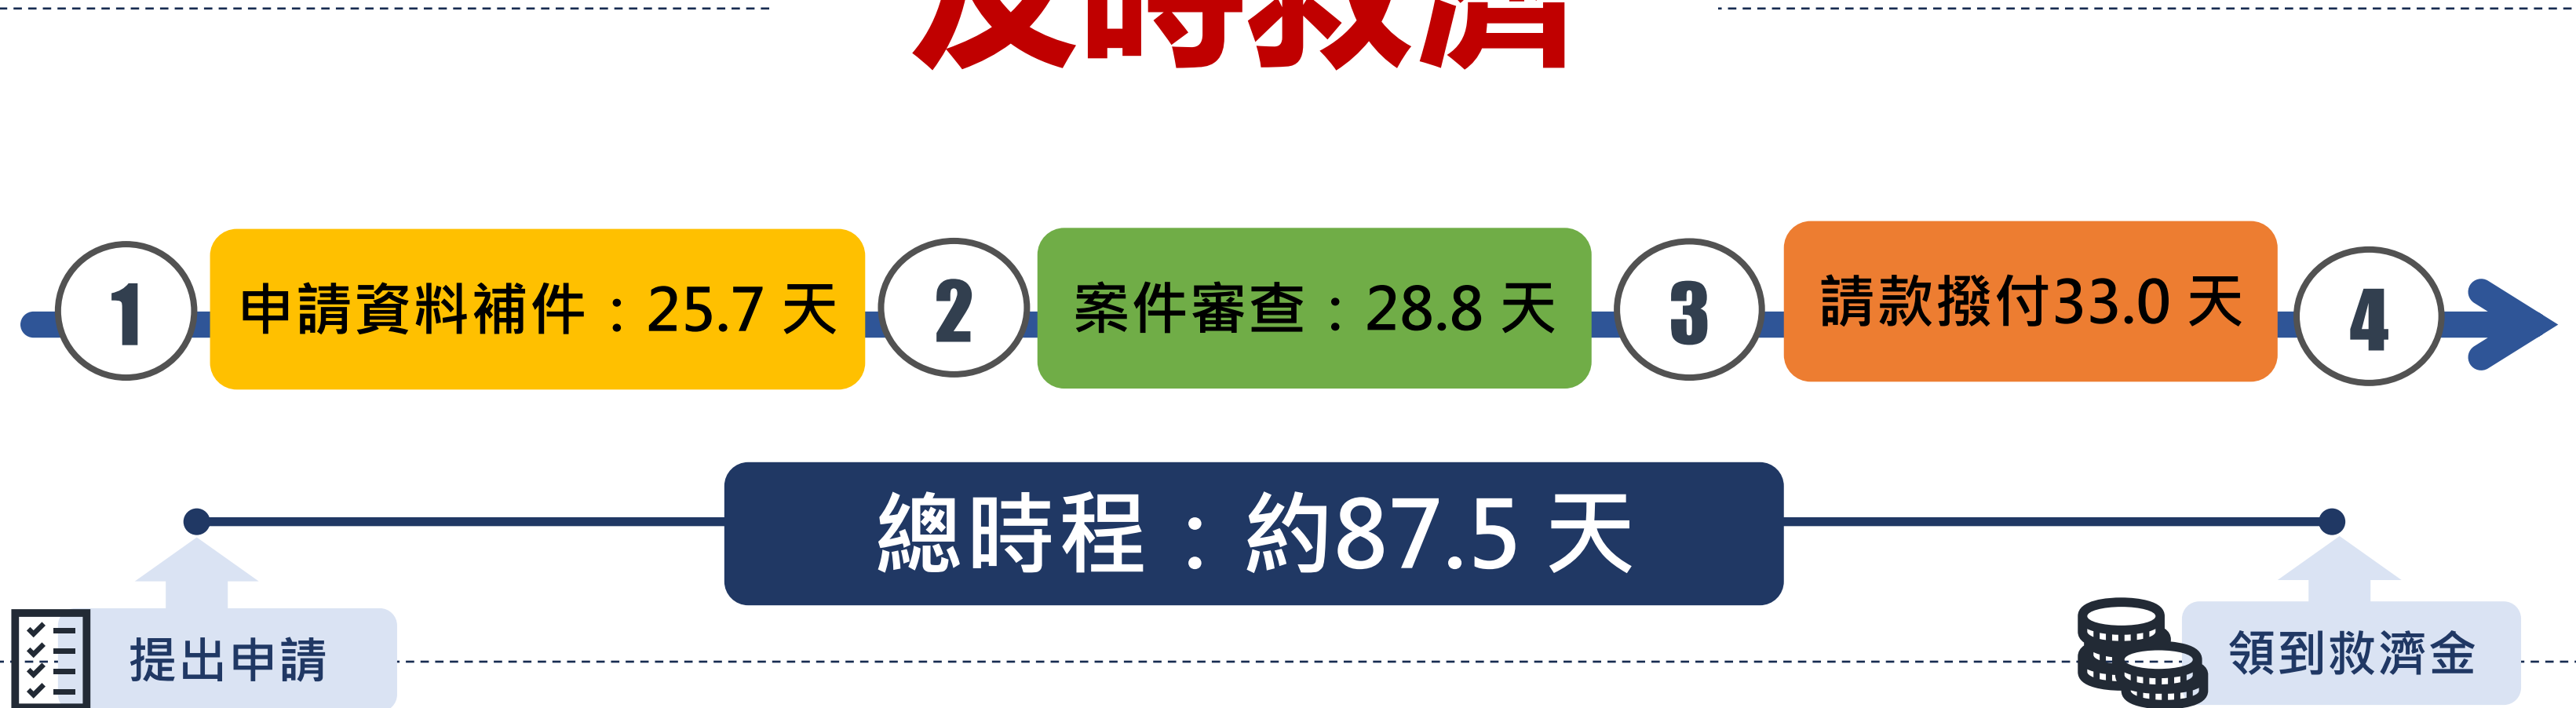 及時救濟
1 申請資料補件：25.7 天 2 案件審查：28.8 天 3 請款撥付33.0 天 4
總時程：約87.5 天
提出申請
領到救濟金